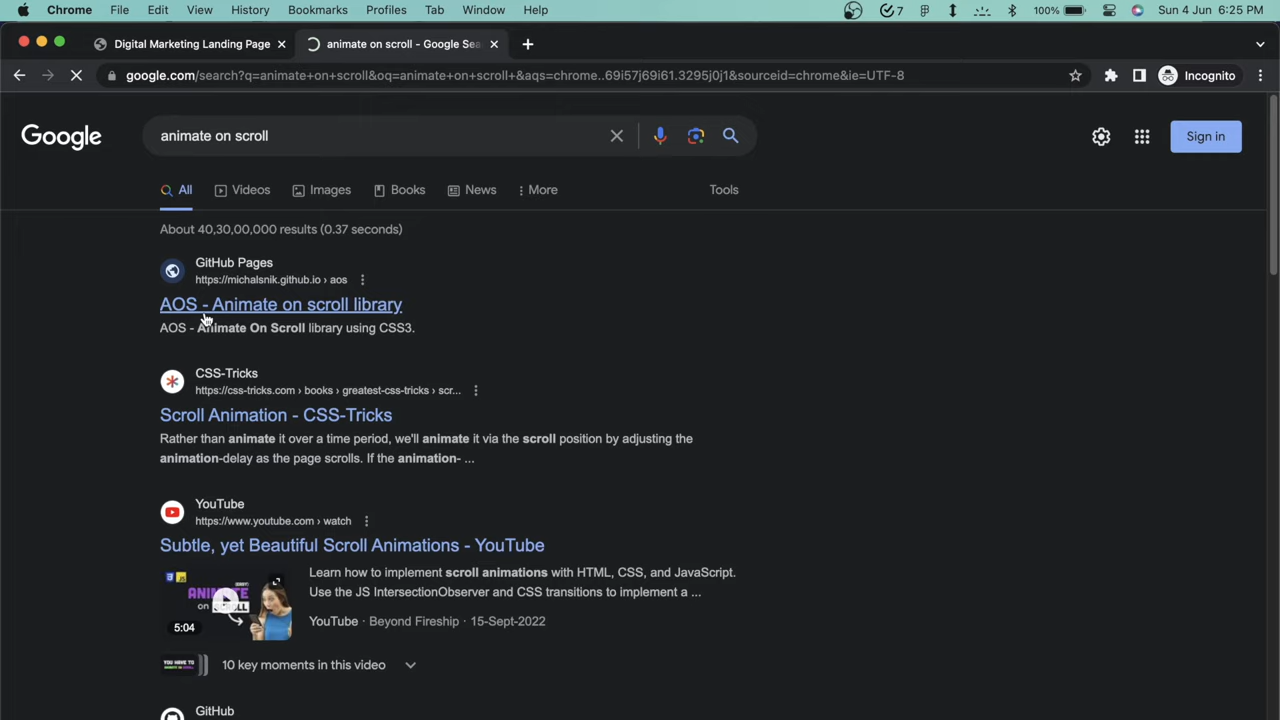 Chrome File Edit View History Bookmarks Profiles Tab Window Help 7 100% Sun 4 Jun 6:25 PM
Digital Marketing Landing Page animate on scroll - Google Sea
google.com/search?q=animate+on+scroll&oq=animate+on+scroll+&aqs=chrome..69i57j69i61.3295j0j1&sourceid=chrome&ie=UTF-8 Incognito
Google animate on scroll Sign in
All Videos Images Books News More Tools
About 40,30,00,000 results (0.37 seconds)
GitHub Pages
https://michalsnik.github.io › aos
AOS - Animate on scroll library
AOS - Animate On Scroll library using CSS3.
CSS-Tricks
https://css-tricks.com › books › greatest-css-tricks › scr...
Scroll Animation - CSS-Tricks
Rather than animate it over a time period, we'll animate it via the scroll position by adjusting the
animation-delay as the page scrolls. If the animation- ...
YouTube
https://www.youtube.com › watch
Subtle, yet Beautiful Scroll Animations - YouTube
Learn how to implement scroll animations with HTML, CSS, and JavaScript.
Use the JS IntersectionObserver and CSS transitions to implement a ...
ANIMATE
on SCROLL
5:04
YouTube · Beyond Fireship · 15-Sept-2022
10 key moments in this video
GitHub